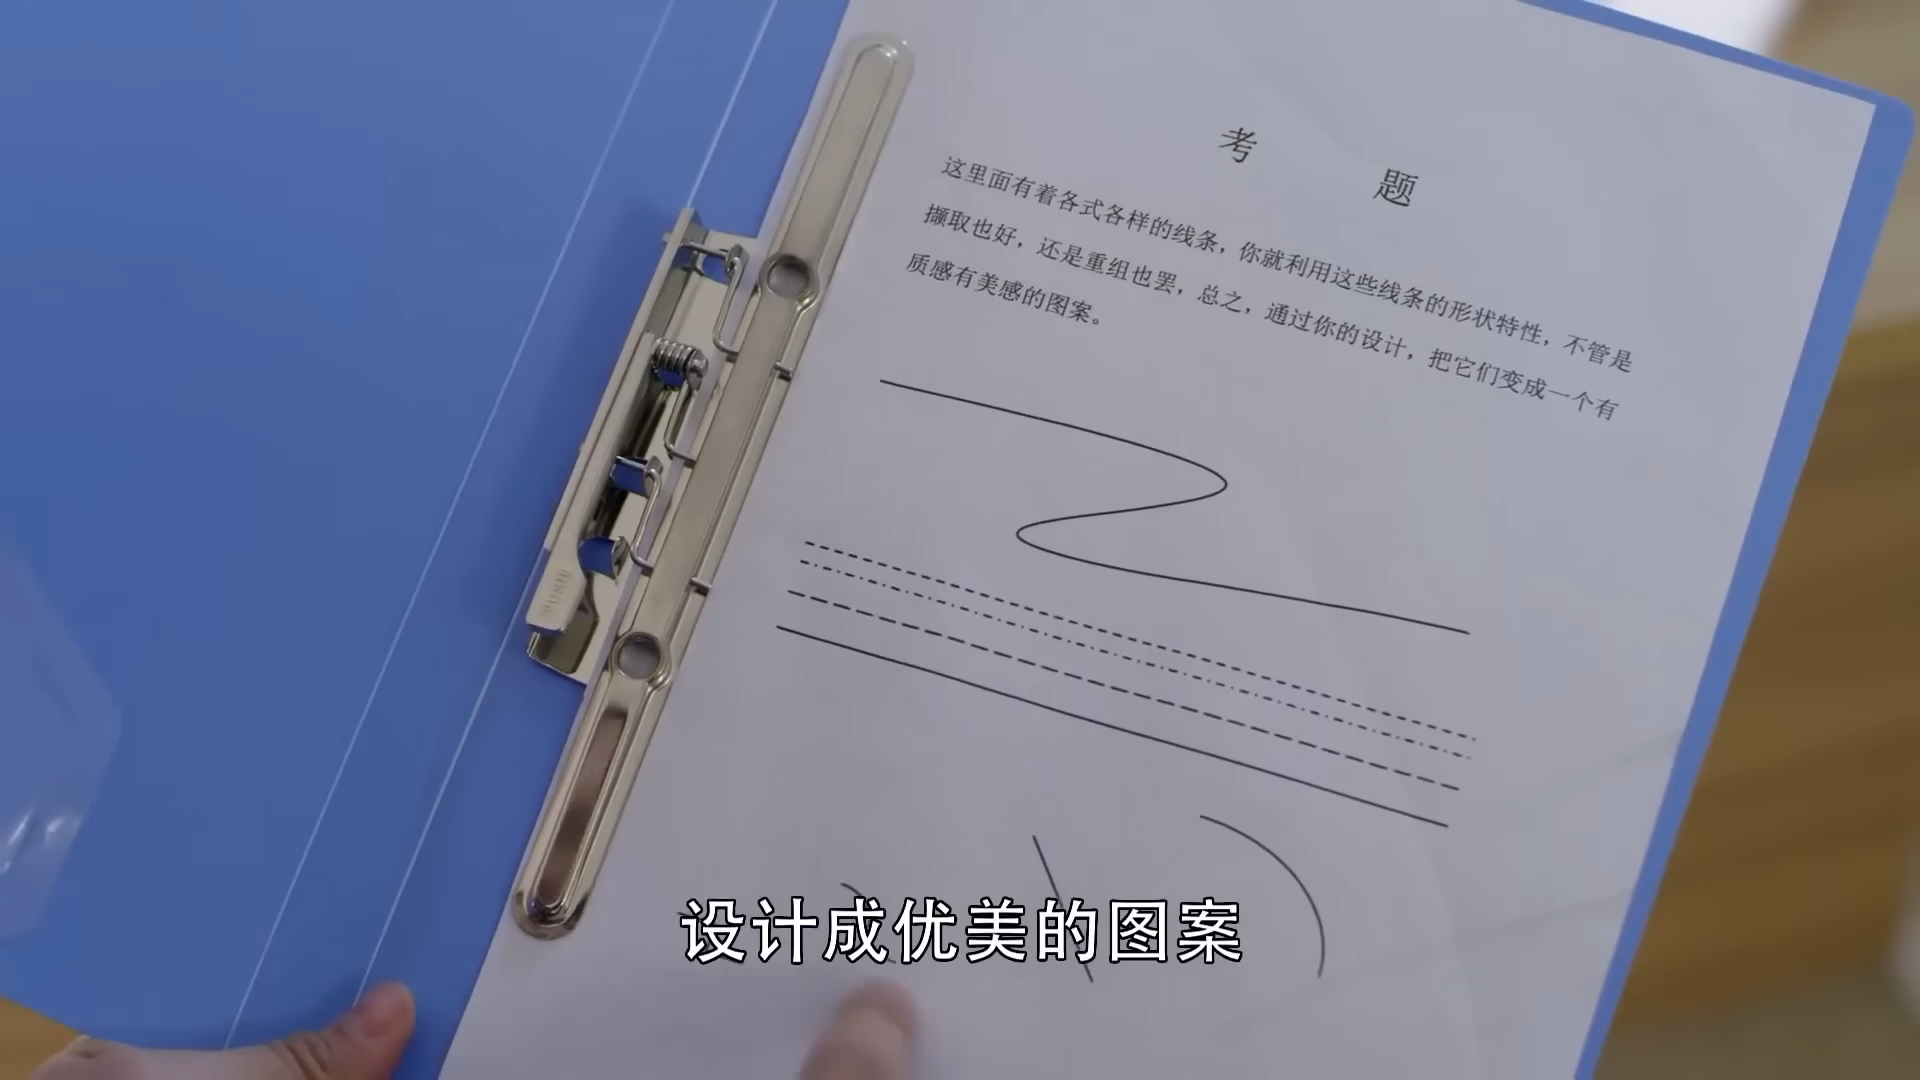 考 题
这里面有着各式各样的线条，你就利用这些线条的形状特性，不管是
撷取也好，还是重组也罢，总之，通过你的设计，把它们变成一个有
质感有美感的图案。
设计成优美的图案